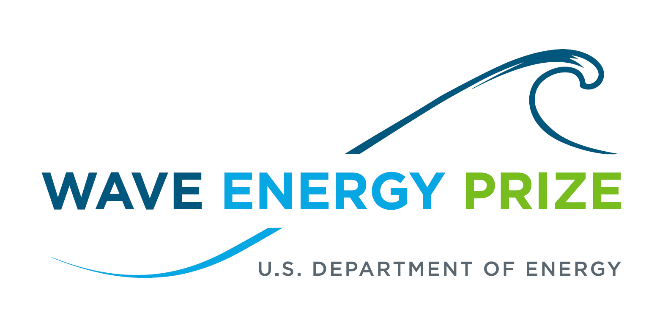 WAVE ENERGY PRIZE
U.S. DEPARTMENT OF ENERGY